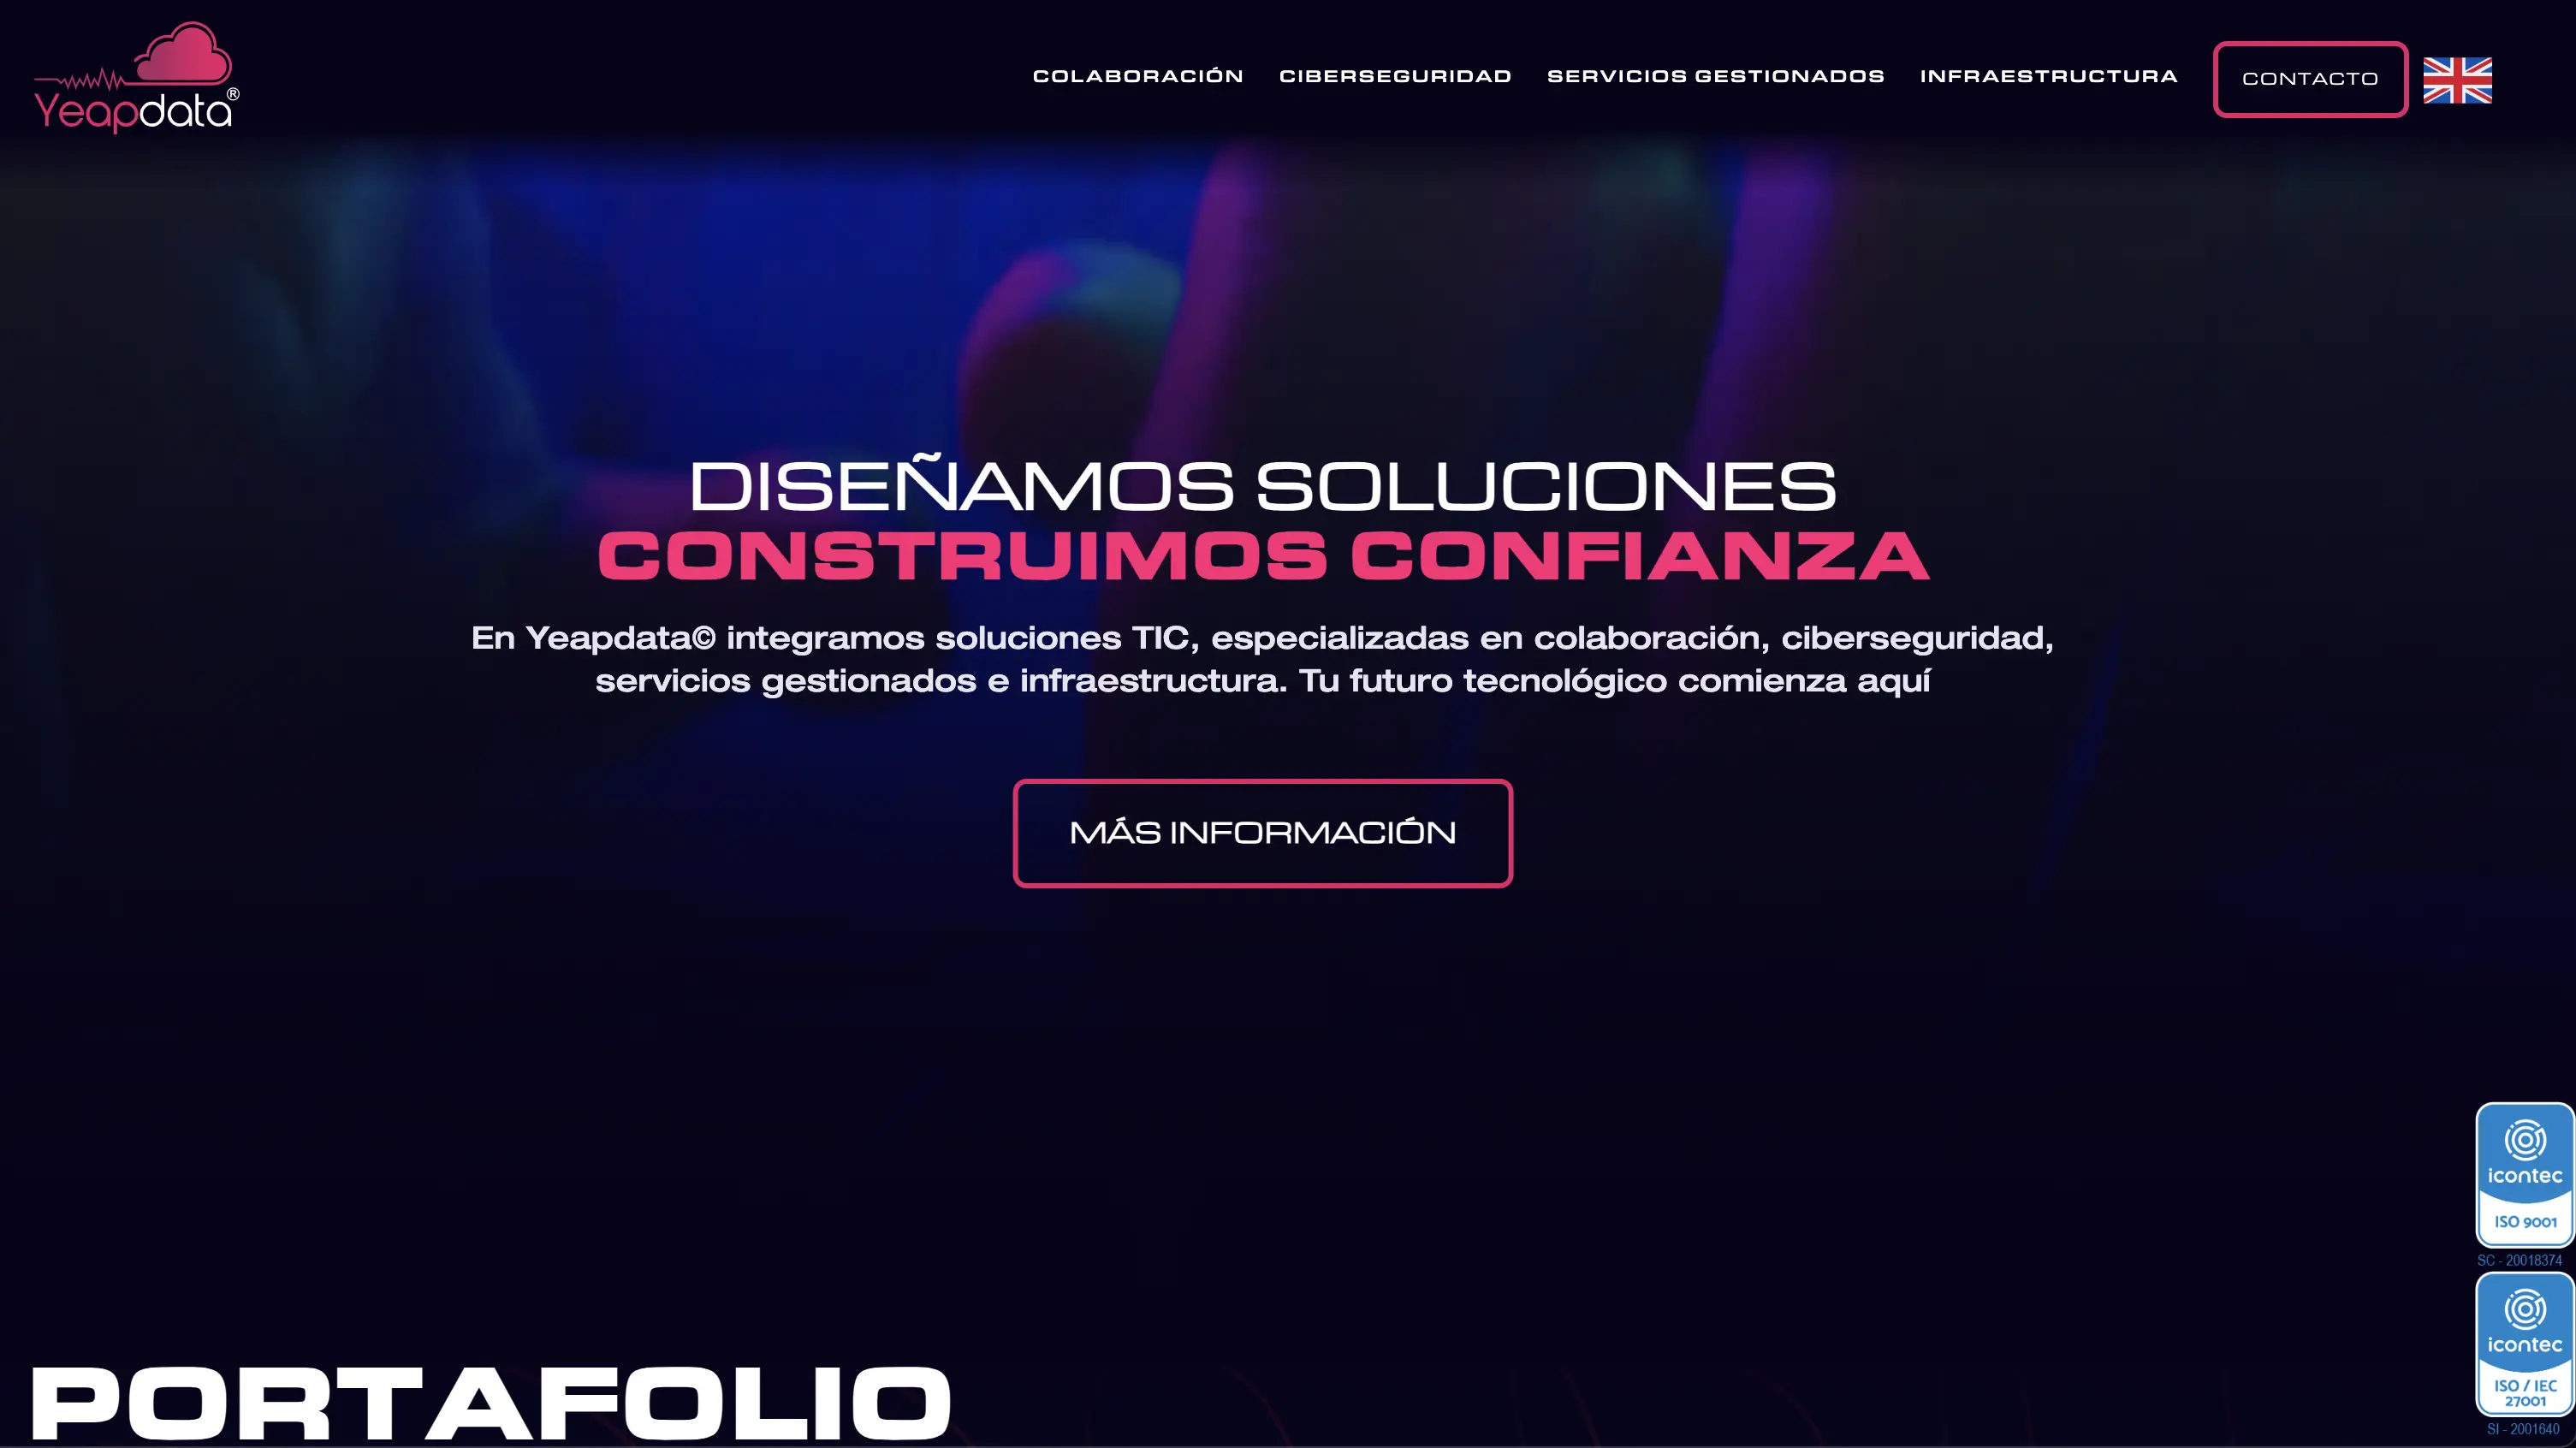 Yeapdata®
COLABORACIÓN CIBERSEGURIDAD SERVICIOS GESTIONADOS INFRAESTRUCTURA CONTACTO
DISEÑAMOS SOLUCIONES
CONSTRUIMOS CONFIANZA
En Yeapdata© integramos soluciones TIC, especializadas en colaboración, ciberseguridad,
servicios gestionados e infraestructura. Tu futuro tecnológico comienza aquí
MÁS INFORMACIÓN
icontec
ISO 9001
SC - 20018374
icontec
ISO / IEC
27001
SI - 2001640
PORTAFOLIO